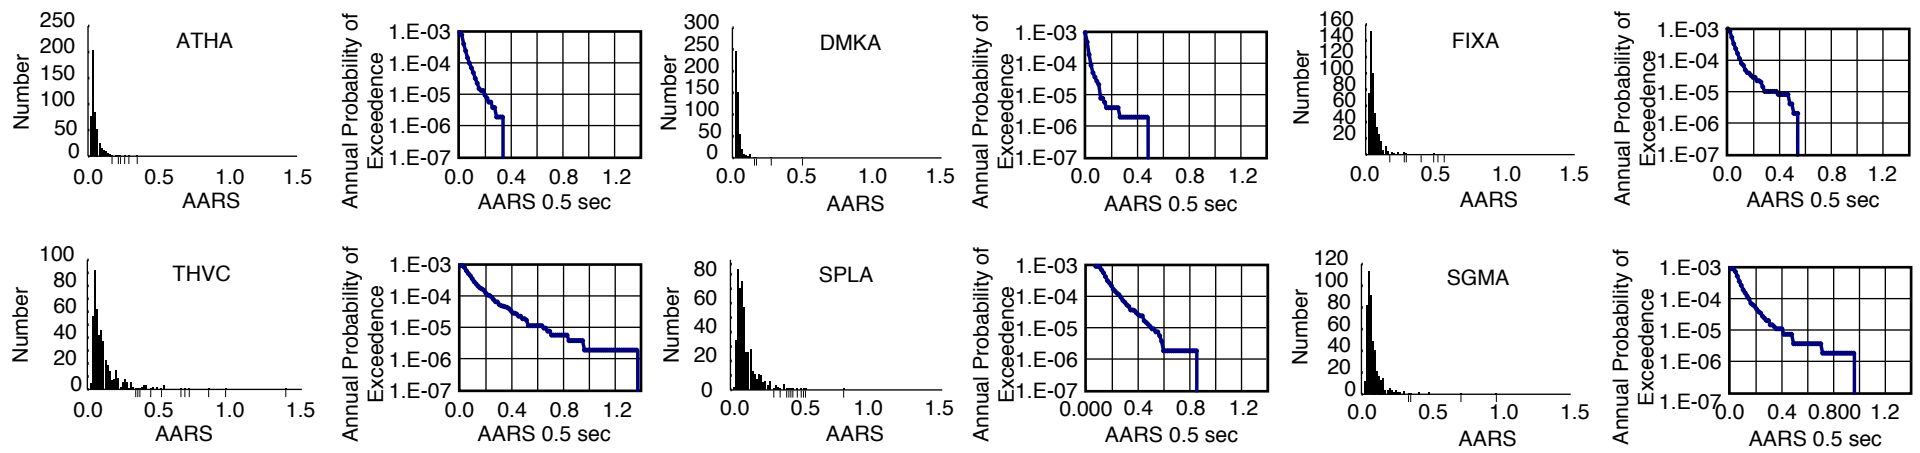 ATHA
Number
250
200
150
100
50
0
0.0 0.5 1.0 1.5
AARS
Annual Probability of
Exceedence
1.E-03
1.E-04
1.E-05
1.E-06
1.E-07
0.0 0.4 0.8 1.2
AARS 0.5 sec
DMKA
Number
300
250
200
150
100
50
0
0.0 0.5 1.0 1.5
AARS
Annual Probability of
Exceedence
1.E-03
1.E-04
1.E-05
1.E-06
1.E-07
0.0 0.4 0.8 1.2
AARS 0.5 sec
FIXA
Number
160
140
120
100
80
60
40
20
0.0 0.5 1.0 1.5
AARS
Annual Probability of
Exceedence
1.E-03
1.E-04
1.E-05
1.E-06
1.E-07
0.0 0.4 0.8 1.2
AARS 0.5 sec
THVC
Number
100
80
60
40
20
0
0.0 0.5 1.0 1.5
AARS
Annual Probability of
Exceedence
1.E-03
1.E-04
1.E-05
1.E-06
1.E-07
0.0 0.4 0.8 1.2
AARS 0.5 sec
SPLA
Number
80
60
40
20
0
0.0 0.5 1.0 1.5
AARS
Annual Probability of
Exceedence
1.E-03
1.E-04
1.E-05
1.E-06
1.E-07
0.000 0.4 0.8 1.2
AARS 0.5 sec
SGMA
Number
120
100
80
60
40
20
0
0.0 0.5 1.0 1.5
AARS
Annual Probability of
Exceedence
1.E-03
1.E-04
1.E-05
1.E-06
1.E-07
0.0 0.4 0.800 1.2
AARS 0.5 sec